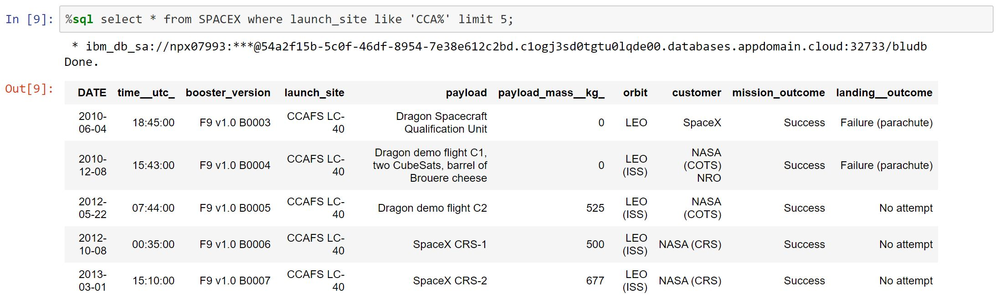 In [9]: %sql select * from SPACEX where launch_site like 'CCA%' limit 5;
* ibm_db_sa://npx07993:***@54a2f15b-5c0f-46df-8954-7e38e612c2bd.c1ogj3sd0tgtu0lqde00.databases.appdomain.cloud:32733/bludb
Done.
Out[9]:
DATE time__utc_ booster_version launch_site payload payload_mass__kg_ orbit customer mission_outcome landing__outcome
2010-06-04 18:45:00 F9 v1.0 B0003 CCAFS LC-40 Dragon Spacecraft Qualification Unit 0 LEO SpaceX Success Failure (parachute)
2010-12-08 15:43:00 F9 v1.0 B0004 CCAFS LC-40 Dragon demo flight C1, two CubeSats, barrel of Brouere cheese 0 LEO (ISS) NASA (COTS) NRO Success Failure (parachute)
2012-05-22 07:44:00 F9 v1.0 B0005 CCAFS LC-40 Dragon demo flight C2 525 LEO (ISS) NASA (COTS) Success No attempt
2012-10-08 00:35:00 F9 v1.0 B0006 CCAFS LC-40 SpaceX CRS-1 500 LEO (ISS) NASA (CRS) Success No attempt
2013-03-01 15:10:00 F9 v1.0 B0007 CCAFS LC-40 SpaceX CRS-2 677 LEO (ISS) NASA (CRS) Success No attempt